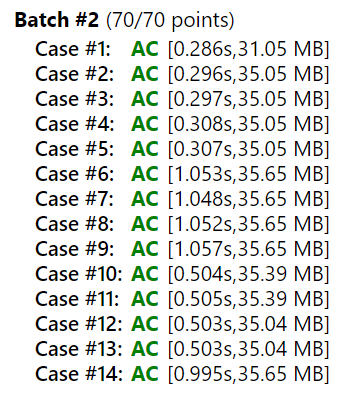 Batch #2 (70/70 points)
Case #1: AC [0.286s,31.05 MB]
Case #2: AC [0.296s,35.05 MB]
Case #3: AC [0.297s,35.05 MB]
Case #4: AC [0.308s,35.05 MB]
Case #5: AC [0.307s,35.05 MB]
Case #6: AC [1.053s,35.65 MB]
Case #7: AC [1.048s,35.65 MB]
Case #8: AC [1.052s,35.65 MB]
Case #9: AC [1.057s,35.65 MB]
Case #10: AC [0.504s,35.39 MB]
Case #11: AC [0.505s,35.39 MB]
Case #12: AC [0.503s,35.04 MB]
Case #13: AC [0.503s,35.04 MB]
Case #14: AC [0.995s,35.65 MB]